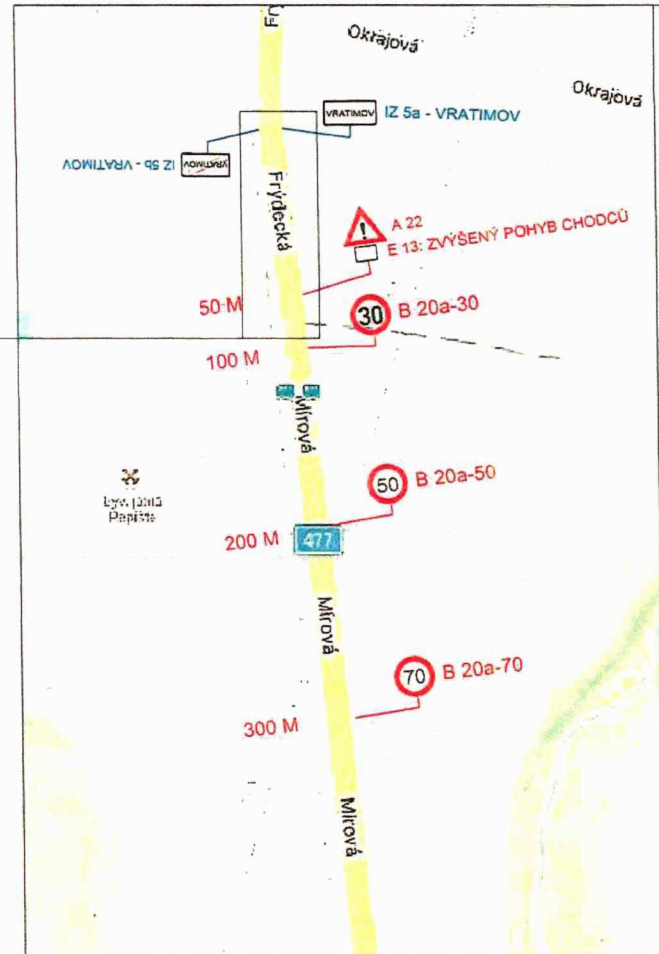 Okrajová
Okrajová
VRATIMOV
IZ 5a - VRATIMOV
IZ 5b - VRATIMOV
VRATIMOV
Frýdecká
!
A 22
E 13: ZVÝŠENÝ POHYB CHODCŮ
50 M
30
B 20a-30
100 M
Mírová
50
B 20a-50
200 M
477
Mírová
70
B 20a-70
300 M
Mírová